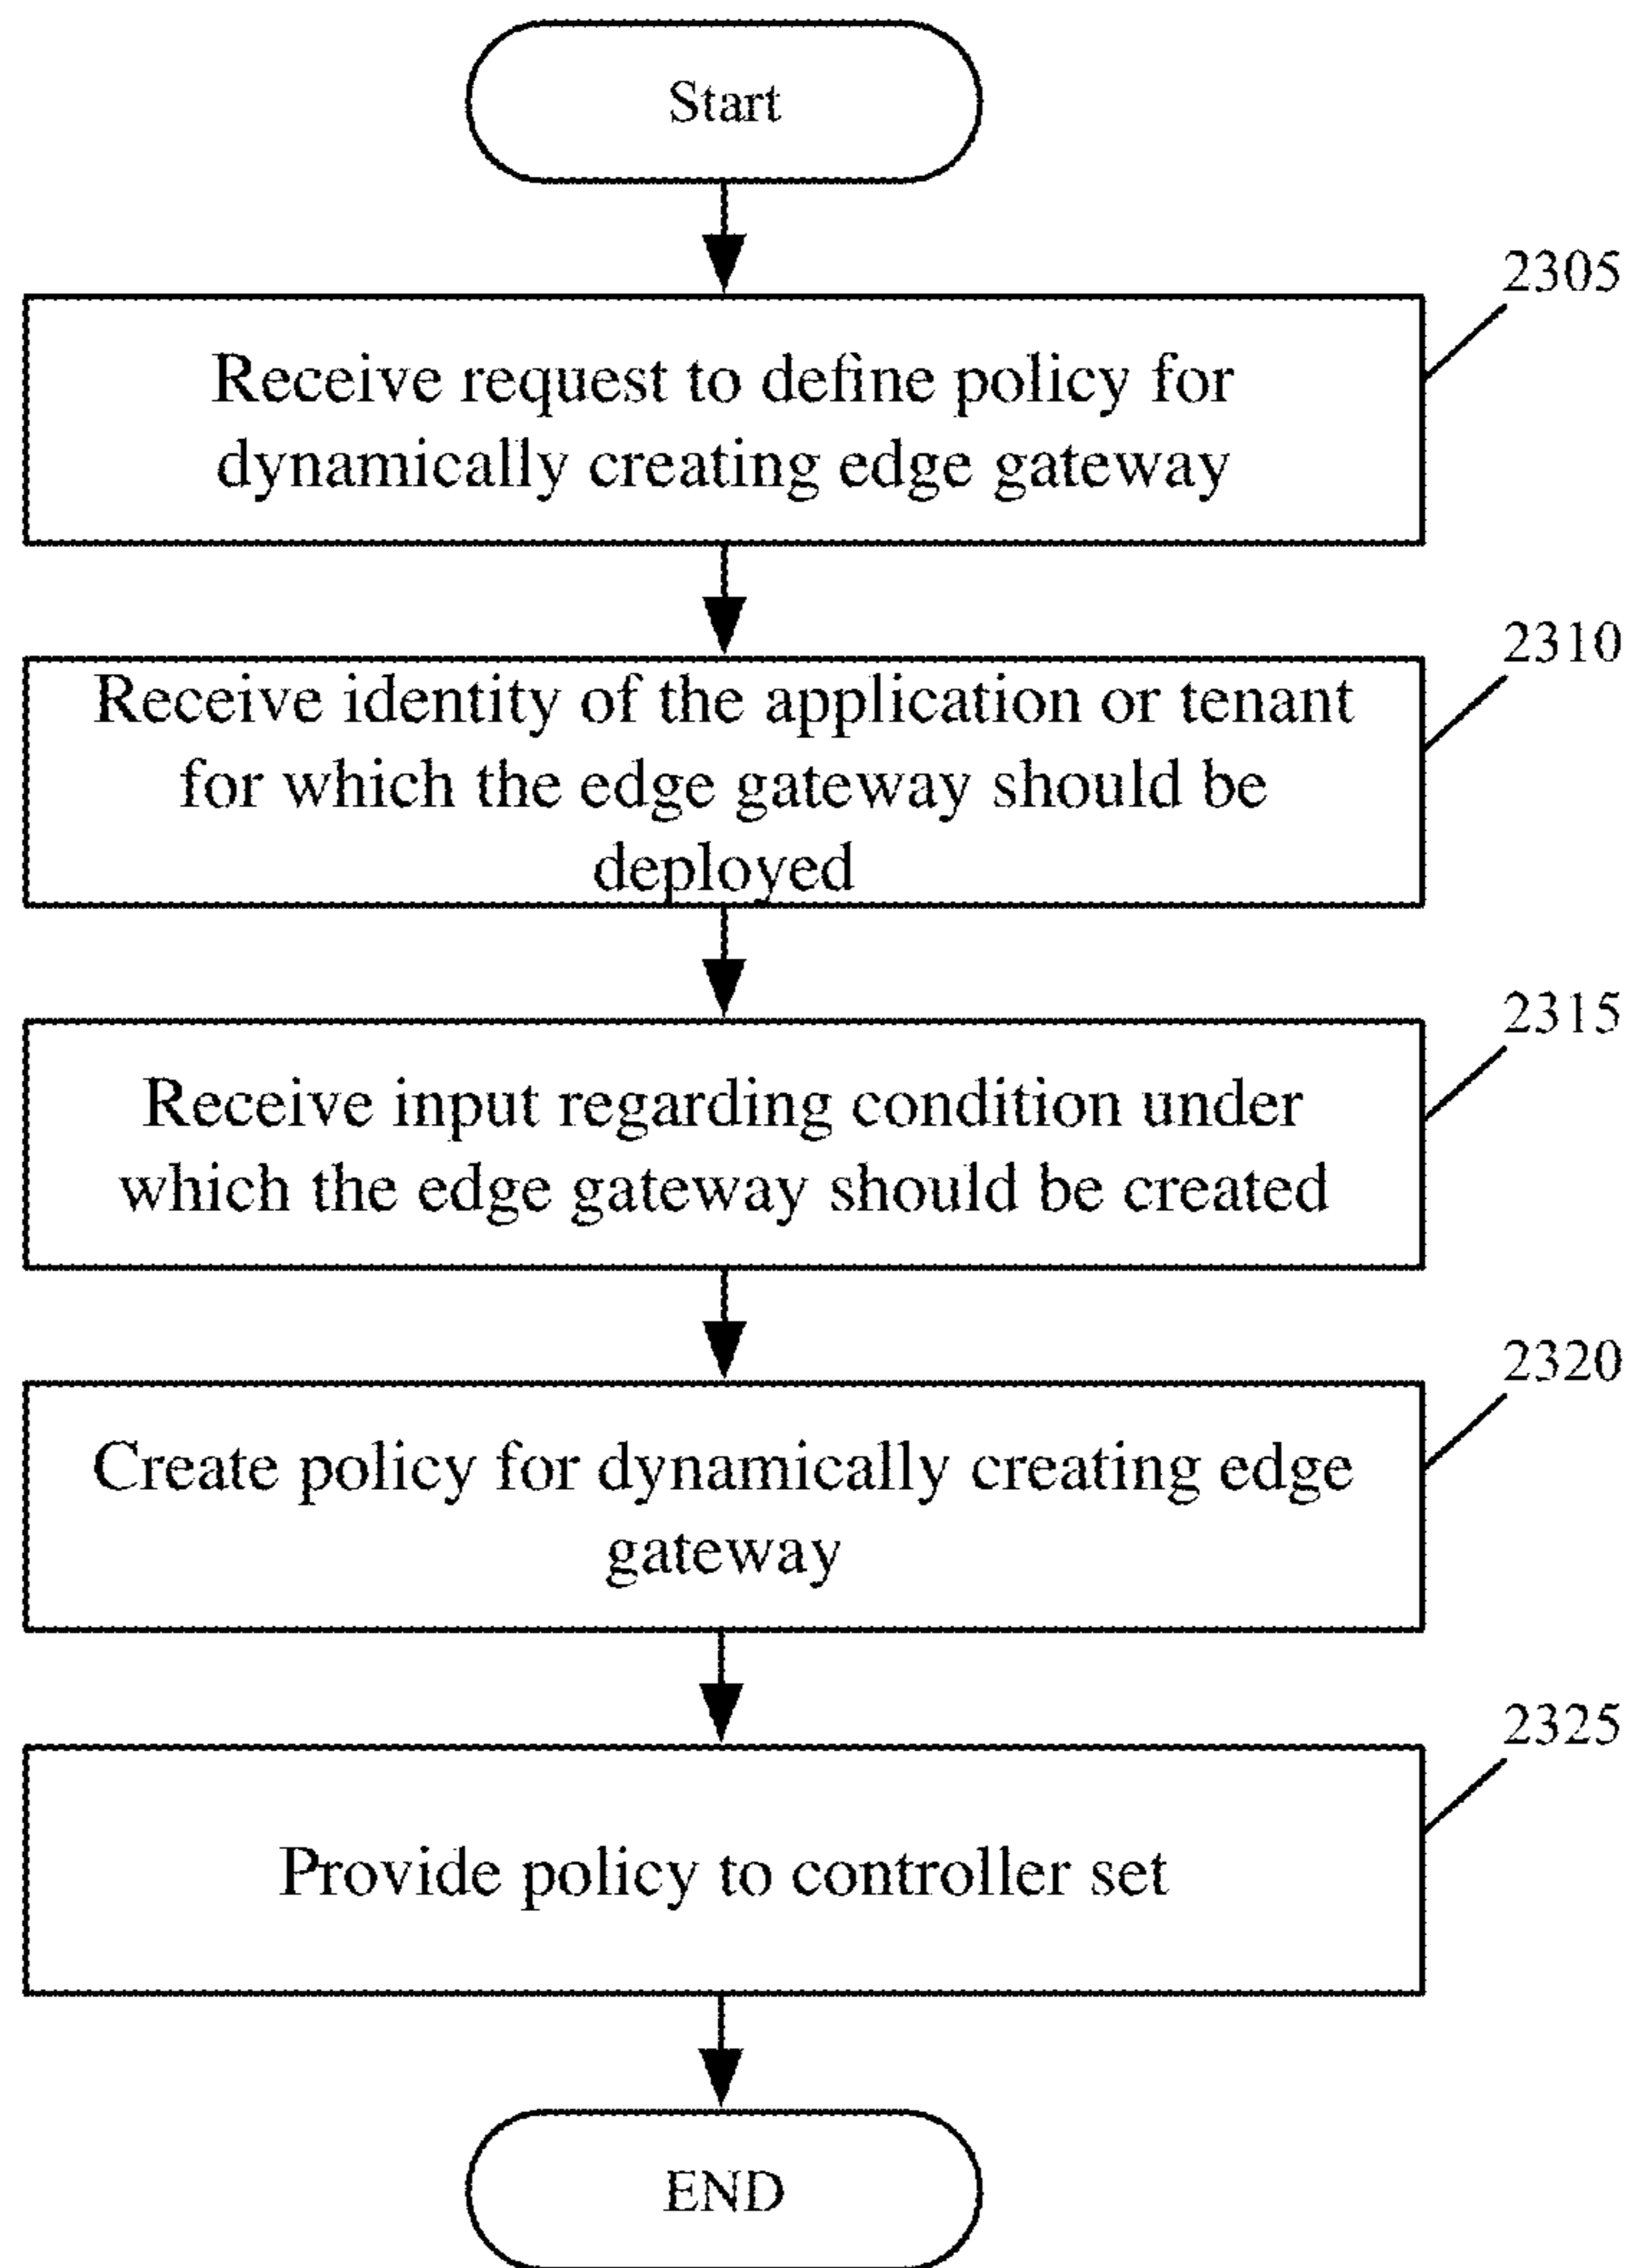 Start
2305
Receive request to define policy for
dynamically creating edge gateway
2310
Receive identity of the application or tenant
for which the edge gateway should be
deployed
2315
Receive input regarding condition under
which the edge gateway should be created
2320
Create policy for dynamically creating edge
gateway
2325
Provide policy to controller set
END